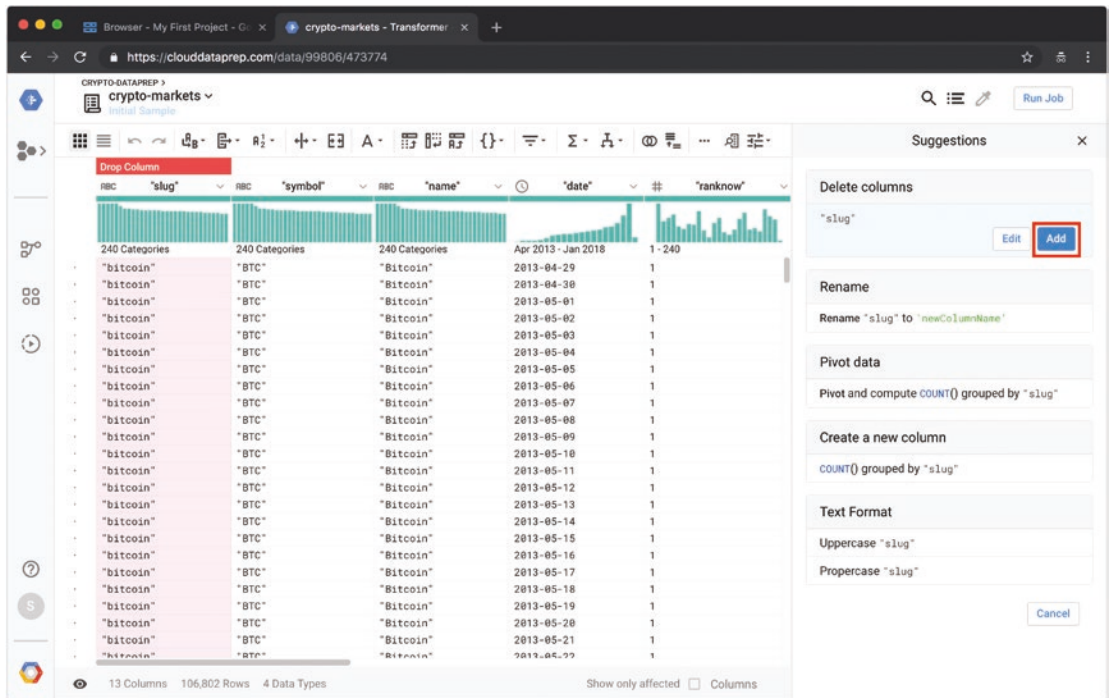 Browser - My First Project - Go
crypto-markets - Transformer
https://clouddataprep.com/data/99806/473774
CRYPTO-DATAPREP >
crypto-markets
Initial Sample
Run Job
Drop Column
ABC "slug" ABC "symbol" ABC "name" "date" # "ranknow"
240 Categories 240 Categories 240 Categories Apr 2013 - Jan 2018 1 - 240
"bitcoin" "BTC" "Bitcoin" 2013-04-29 1
"bitcoin" "BTC" "Bitcoin" 2013-04-30 1
"bitcoin" "BTC" "Bitcoin" 2013-05-01 1
"bitcoin" "BTC" "Bitcoin" 2013-05-02 1
"bitcoin" "BTC" "Bitcoin" 2013-05-03 1
"bitcoin" "BTC" "Bitcoin" 2013-05-04 1
"bitcoin" "BTC" "Bitcoin" 2013-05-05 1
"bitcoin" "BTC" "Bitcoin" 2013-05-06 1
"bitcoin" "BTC" "Bitcoin" 2013-05-07 1
"bitcoin" "BTC" "Bitcoin" 2013-05-08 1
"bitcoin" "BTC" "Bitcoin" 2013-05-09 1
"bitcoin" "BTC" "Bitcoin" 2013-05-10 1
"bitcoin" "BTC" "Bitcoin" 2013-05-11 1
"bitcoin" "BTC" "Bitcoin" 2013-05-12 1
"bitcoin" "BTC" "Bitcoin" 2013-05-13 1
"bitcoin" "BTC" "Bitcoin" 2013-05-14 1
"bitcoin" "BTC" "Bitcoin" 2013-05-15 1
"bitcoin" "BTC" "Bitcoin" 2013-05-16 1
"bitcoin" "BTC" "Bitcoin" 2013-05-17 1
"bitcoin" "BTC" "Bitcoin" 2013-05-18 1
"bitcoin" "BTC" "Bitcoin" 2013-05-19 1
"bitcoin" "BTC" "Bitcoin" 2013-05-20 1
"bitcoin" "BTC" "Bitcoin" 2013-05-21 1
"bitcoin" "BTC" "Bitcoin" 2013-05-22 1
S
13 Columns 106,802 Rows 4 Data Types
Show only affected Columns
Suggestions
Delete columns
"slug"
Edit Add
Rename
Rename "slug" to 'newColumnName'
Pivot data
Pivot and compute COUNT() grouped by "slug"
Create a new column
COUNT() grouped by "slug"
Text Format
Uppercase "slug"
Propercase "slug"
Cancel